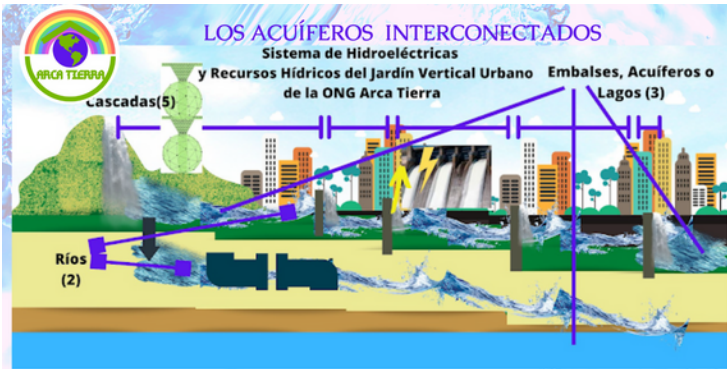 LOS ACUÍFEROS INTERCONECTADOS
Sistema de Hidroeléctricas
y Recursos Hídricos del Jardín Vertical Urbano
de la ONG Arca Tierra
Embalses, Acuíferos o
Lagos (3)
ARCA TIERRA
Cascadas(5)
Ríos
(2)